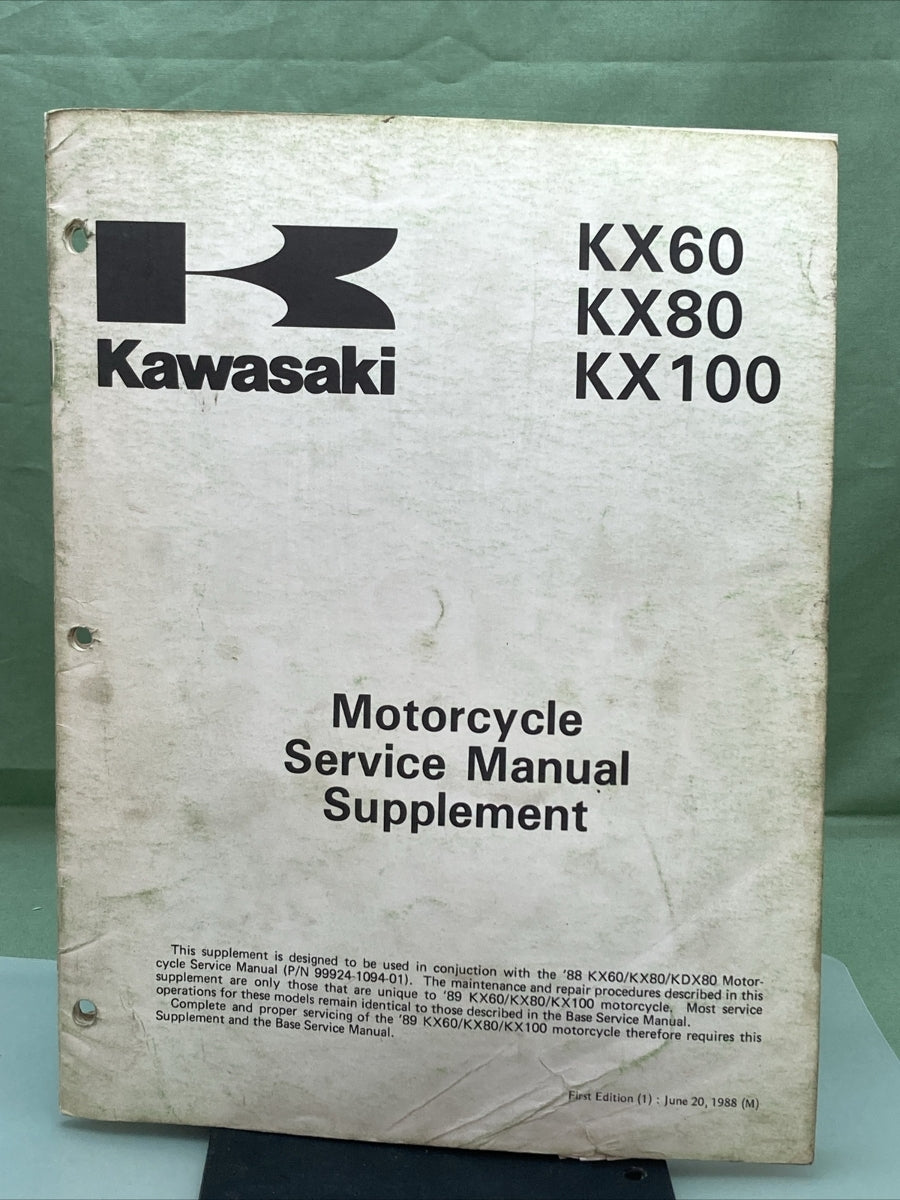 Kawasaki
KX60
KX80
KX100
Motorcycle
Service Manual
Supplement
This supplement is designed to be used in conjuction with the '88 KX60/KX80/KDX80 Motor-
cycle Service Manual (P/N 99924-1094-01). The maintenance and repair procedures described in this
supplement are only those that are unique to '89 KX60/KX80/KX100 motorcycle. Most service
operations for these models remain identical to those described in the Base Service Manual.
Complete and proper servicing of the '89 KX60/KX80/KX100 motorcycle therefore requires this
Supplement and the Base Service Manual.
First Edition (1) : June 20, 1988 (M)